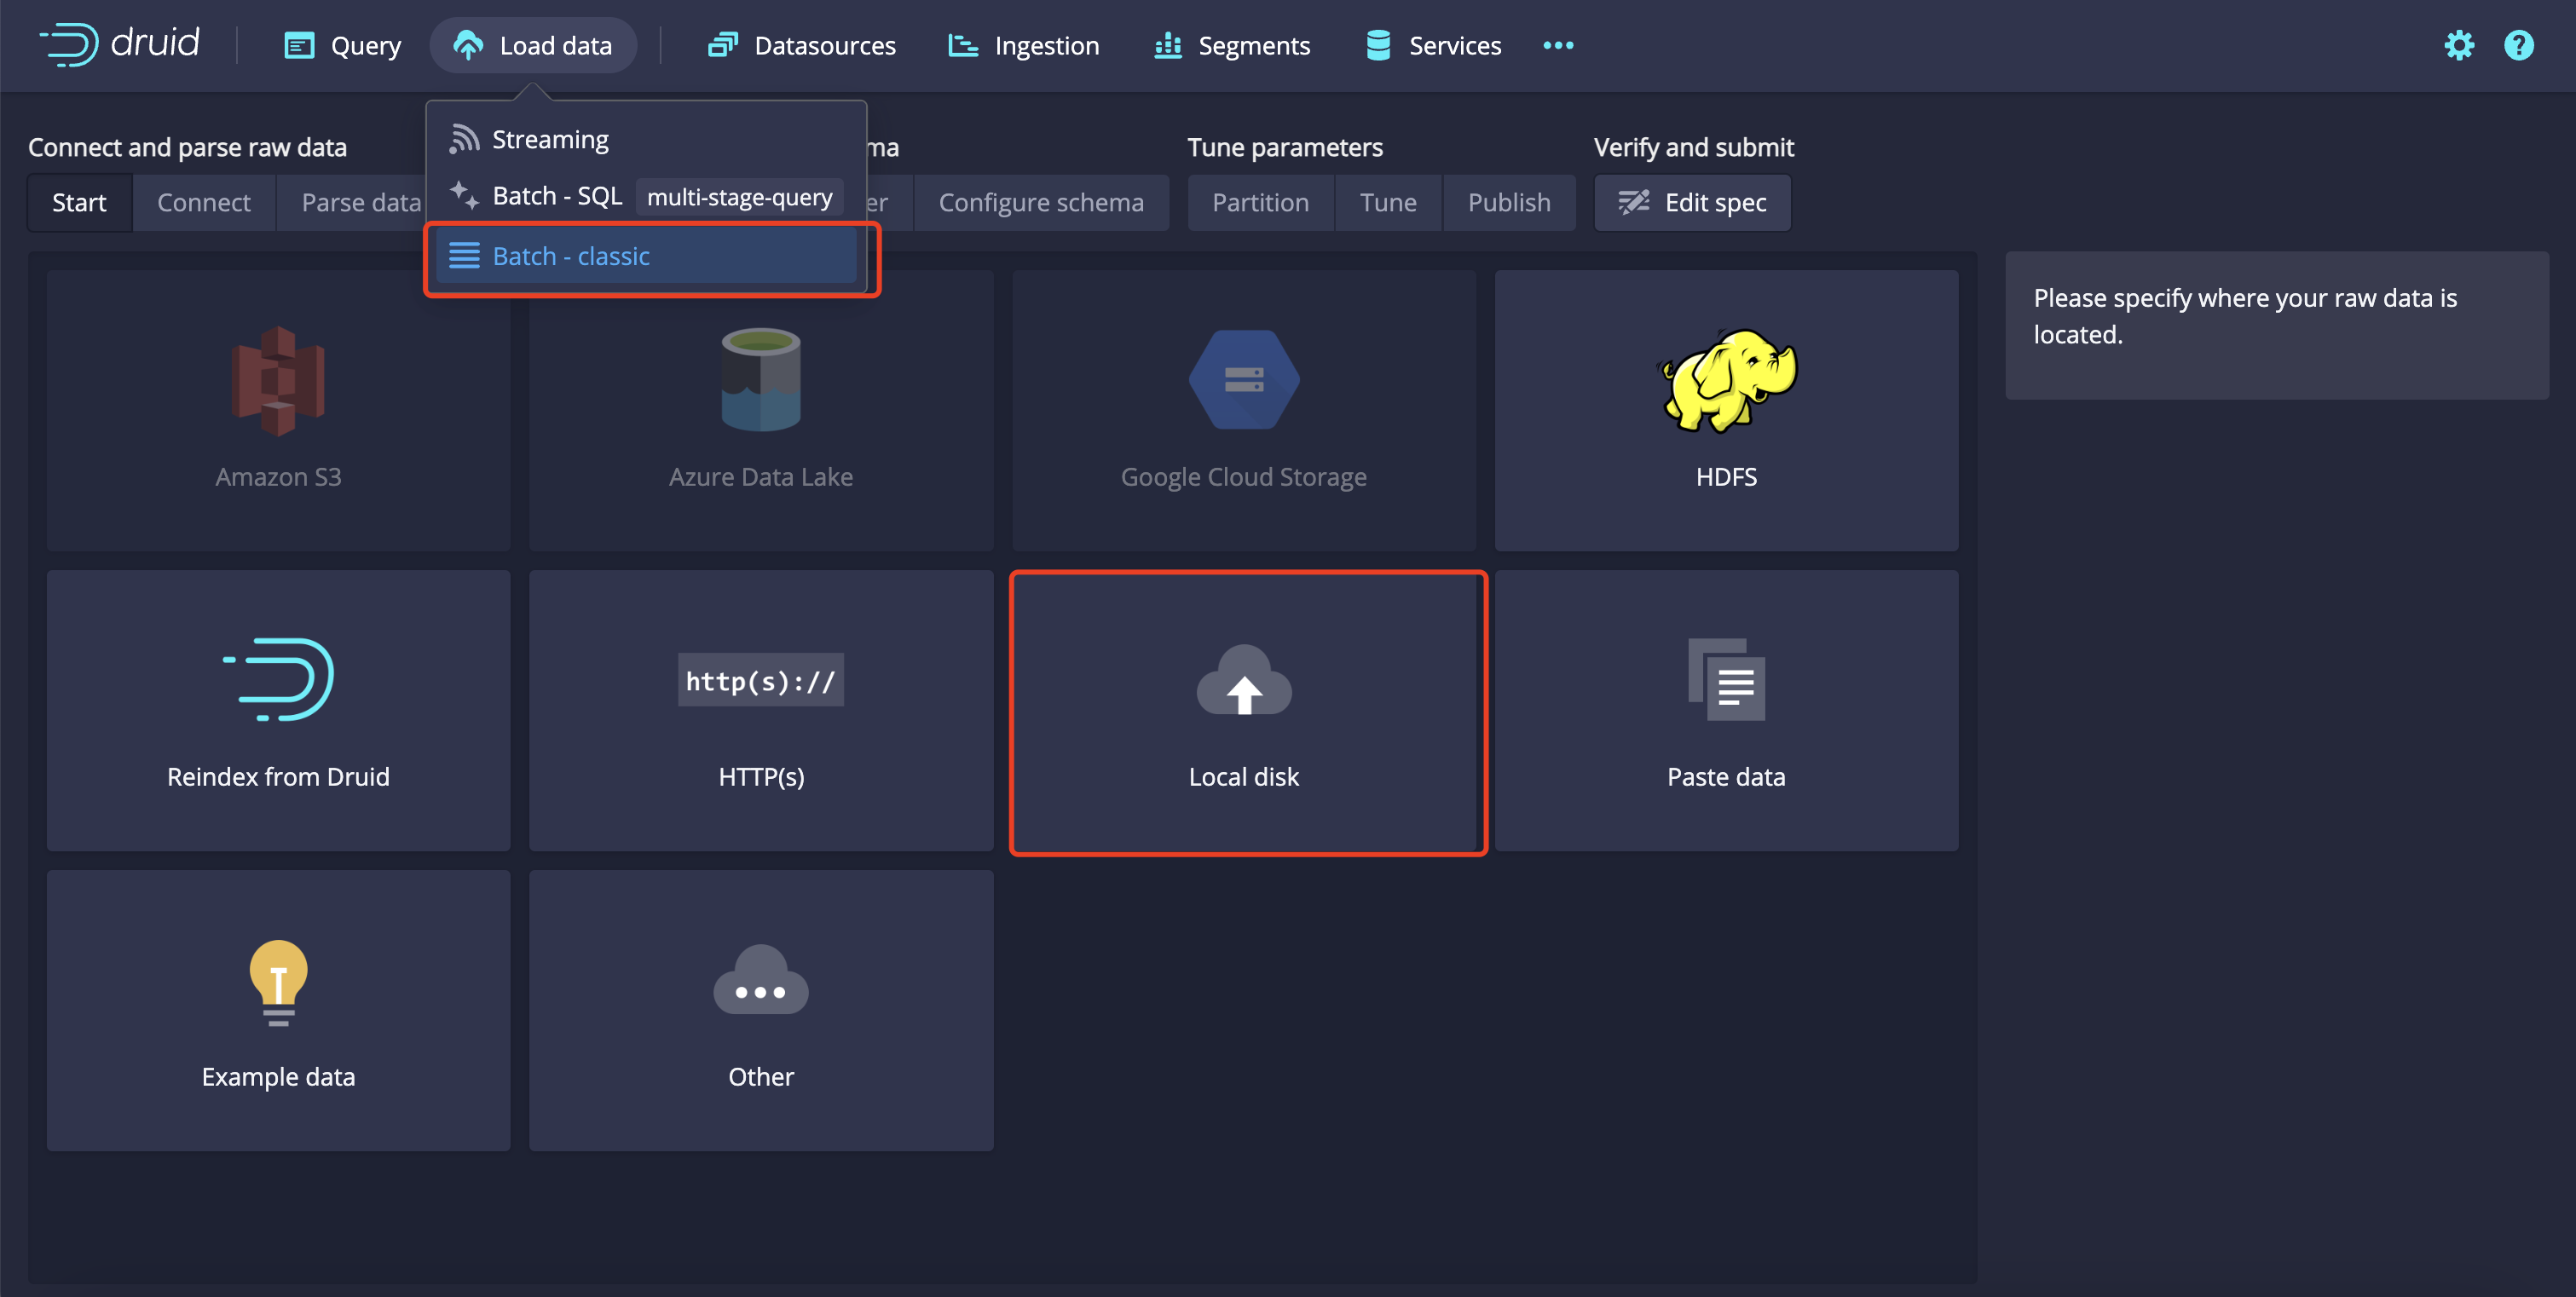 druid
Query
Load data
Datasources
Ingestion
Segments
Services
Streaming
Batch - SQL multi-stage-query
Batch - classic
Connect and parse raw data
ma
Tune parameters
Verify and submit
Start
Connect
Parse data
er
Configure schema
Partition
Tune
Publish
Edit spec
Amazon S3
Azure Data Lake
Google Cloud Storage
HDFS
Please specify where your raw data is
located.
Reindex from Druid
http(s)://
HTTP(s)
Local disk
Paste data
Example data
Other